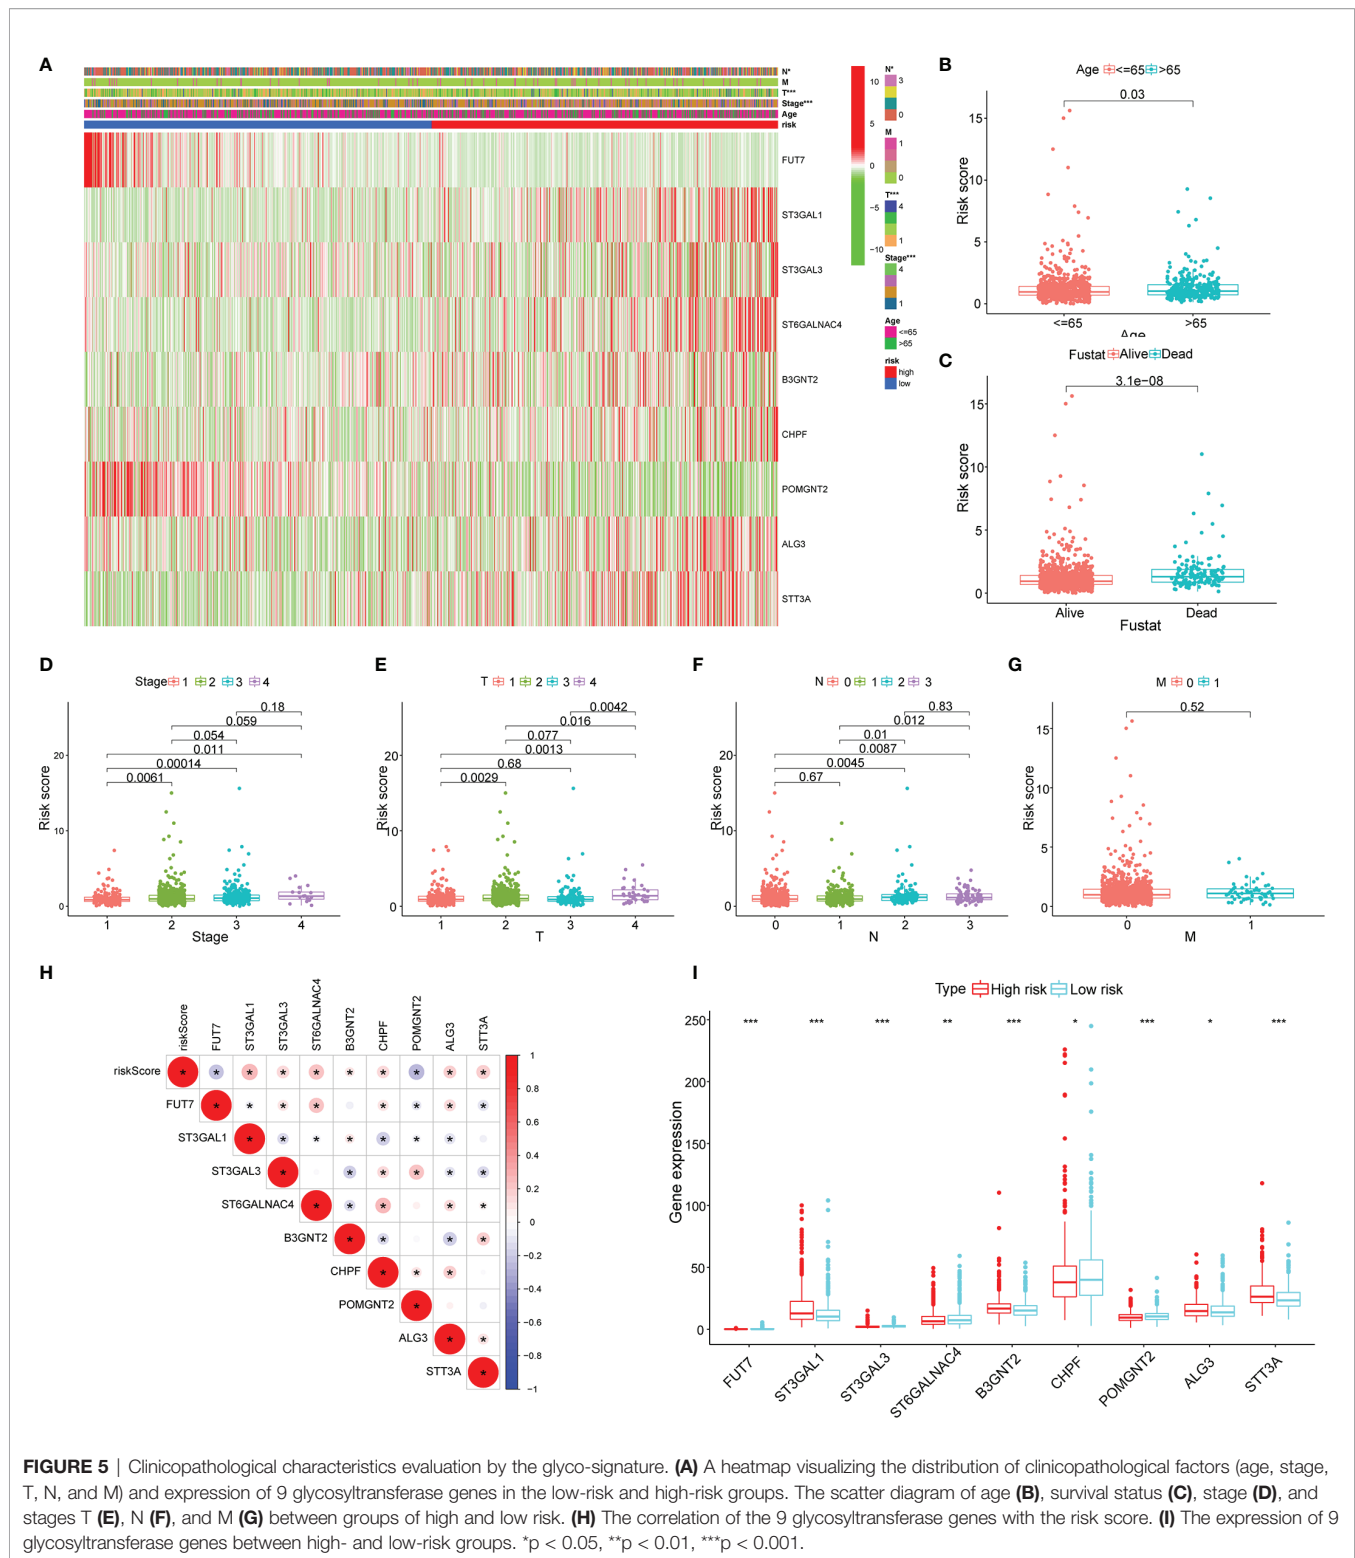 A
N*
M
T***
Stage***
Age
risk
FUT7
ST3GAL1
ST3GAL3
ST6GALNAC4
B3GNT2
CHPF
POMGNT2
ALG3
STT3A
10
5
0
−5
−10
N*
3
0
M
1
0
T***
4
1
Stage***
4
1
Age
<=65
>65
risk
high
low
B
Age <=65 >65
0.03
Risk score
15
10
5
0
<=65 >65
Age
C
Fustat Alive Dead
3.1e−08
Risk score
15
10
5
0
Alive Dead
Fustat
D
Stage 1 2 3 4
0.18
0.059
0.054
0.011
0.00014
0.0061
Risk score
20
10
0
1 2 3 4
Stage
E
T 1 2 3 4
0.0042
0.016
0.077
0.0013
0.68
0.0029
Risk score
20
10
0
1 2 3 4
T
F
N 0 1 2 3
0.83
0.012
0.01
0.0087
0.0045
0.67
Risk score
20
10
0
0 1 2 3
N
G
M 0 1
0.52
Risk score
15
10
5
0
0 1
M
H
riskScore FUT7 ST3GAL1 ST3GAL3 ST6GALNAC4 B3GNT2 CHPF POMGNT2 ALG3 STT3A
riskScore * * * * * * * * * *
FUT7 * * * * * * * *
ST3GAL1 * * * * * * *
ST3GAL3 * * * * * *
ST6GALNAC4 * * * * *
B3GNT2 * * * *
CHPF * * *
POMGNT2 *
ALG3 * *
STT3A *
1
0.8
0.6
0.4
0.2
0
−0.2
−0.4
−0.6
−0.8
−1
I
Type High risk Low risk
*** *** *** ** *** * *** * ***
Gene expression
250
200
150
100
50
0
FUT7 ST3GAL1 ST3GAL3 ST6GALNAC4 B3GNT2 CHPF POMGNT2 ALG3 STT3A
FIGURE 5 | Clinicopathological characteristics evaluation by the glyco-signature. (A) A heatmap visualizing the distribution of clinicopathological factors (age, stage,
T, N, and M) and expression of 9 glycosyltransferase genes in the low-risk and high-risk groups. The scatter diagram of age (B), survival status (C), stage (D), and
stages T (E), N (F), and M (G) between groups of high and low risk. (H) The correlation of the 9 glycosyltransferase genes with the risk score. (I) The expression of 9
glycosyltransferase genes between high- and low-risk groups. *p < 0.05, **p < 0.01, ***p < 0.001.